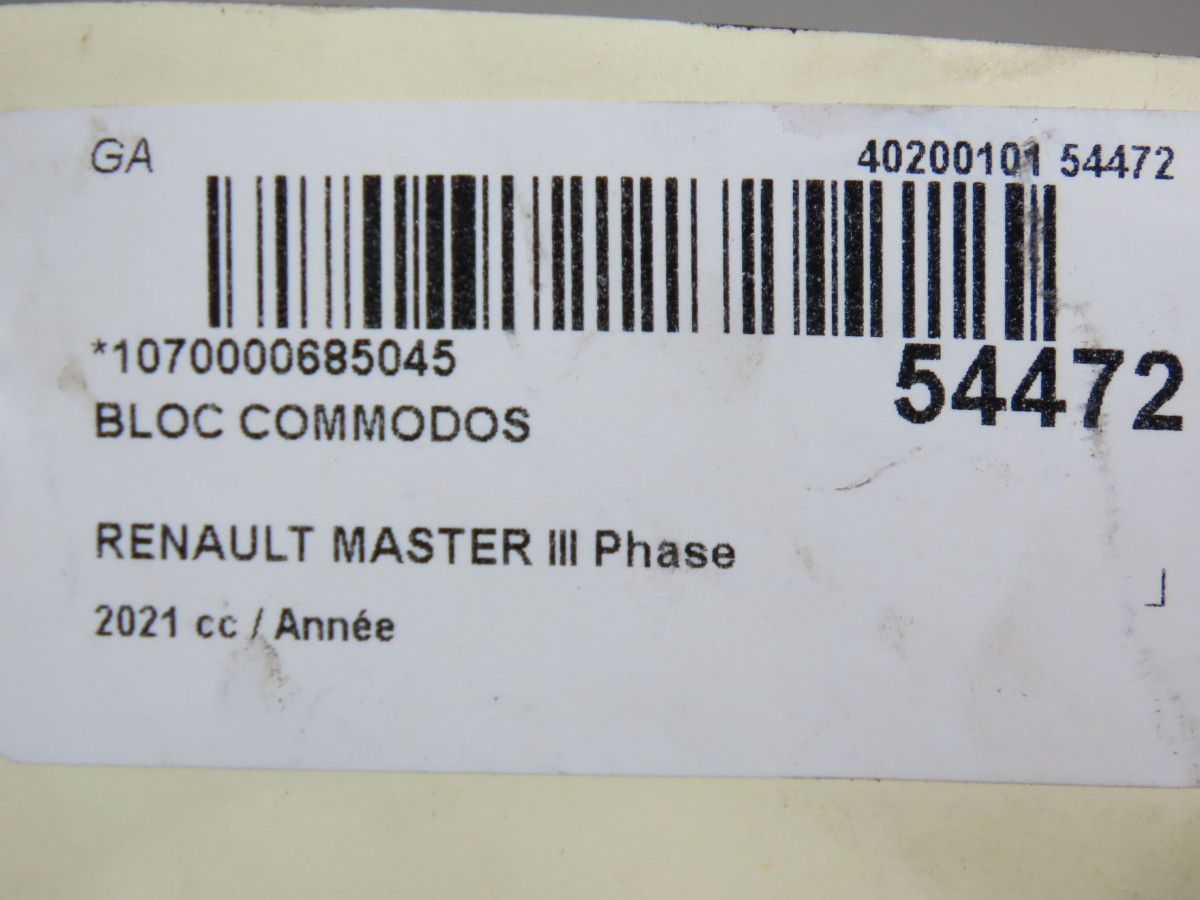 GA
40200101 54472
*1070000685045
54472
BLOC COMMODOS
RENAULT MASTER III Phase
2021 cc / Année